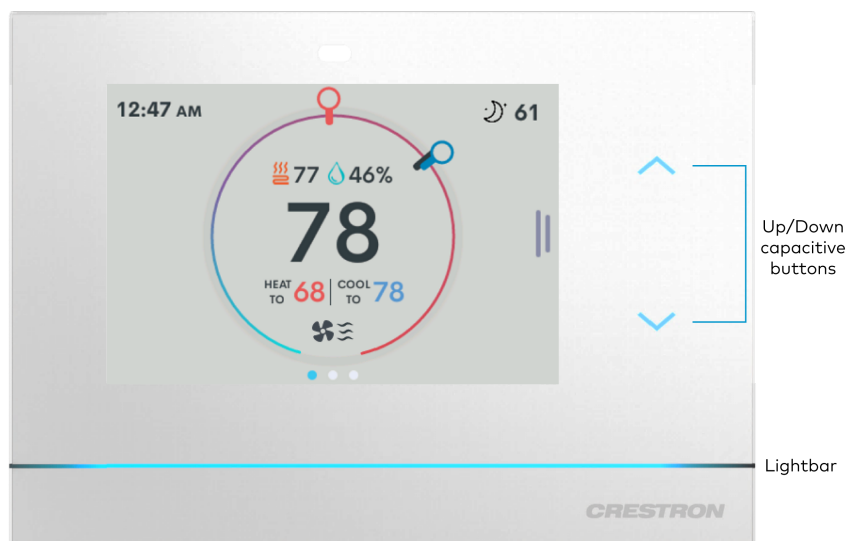 12:47 AM
61
77 46%
78
HEAT TO 68 COOL TO 78
Up/Down
capacitive
buttons
Lightbar
CRESTRON